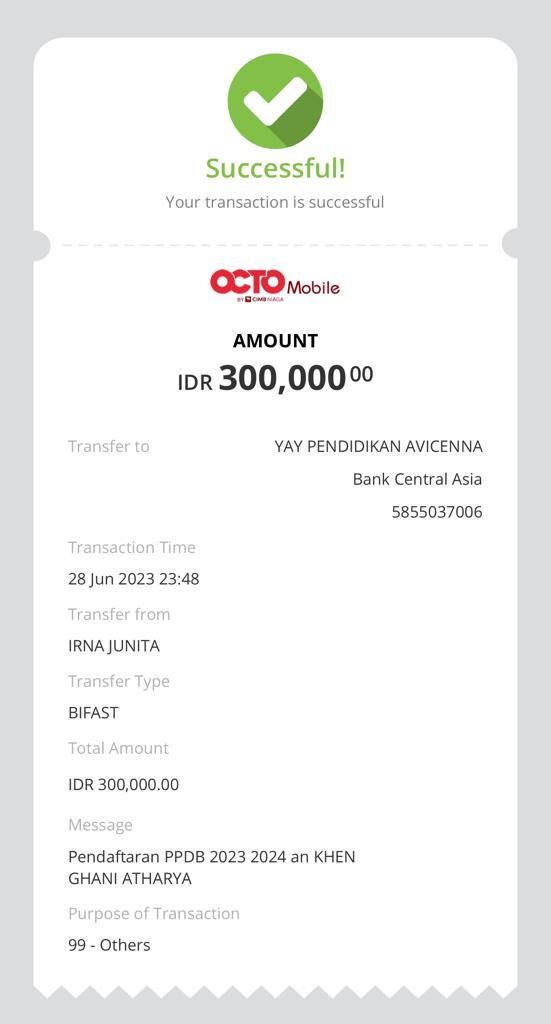 Successful!
Your transaction is successful
OCTO Mobile
BY CIMB NIAGA
AMOUNT
IDR 300,000 00
Transfer to YAY PENDIDIKAN AVICENNA
Bank Central Asia
5855037006
Transaction Time
28 Jun 2023 23:48
Transfer from
IRNA JUNITA
Transfer Type
BIFAST
Total Amount
IDR 300,000.00
Message
Pendaftaran PPDB 2023 2024 an KHEN
GHANI ATHARYA
Purpose of Transaction
99 - Others